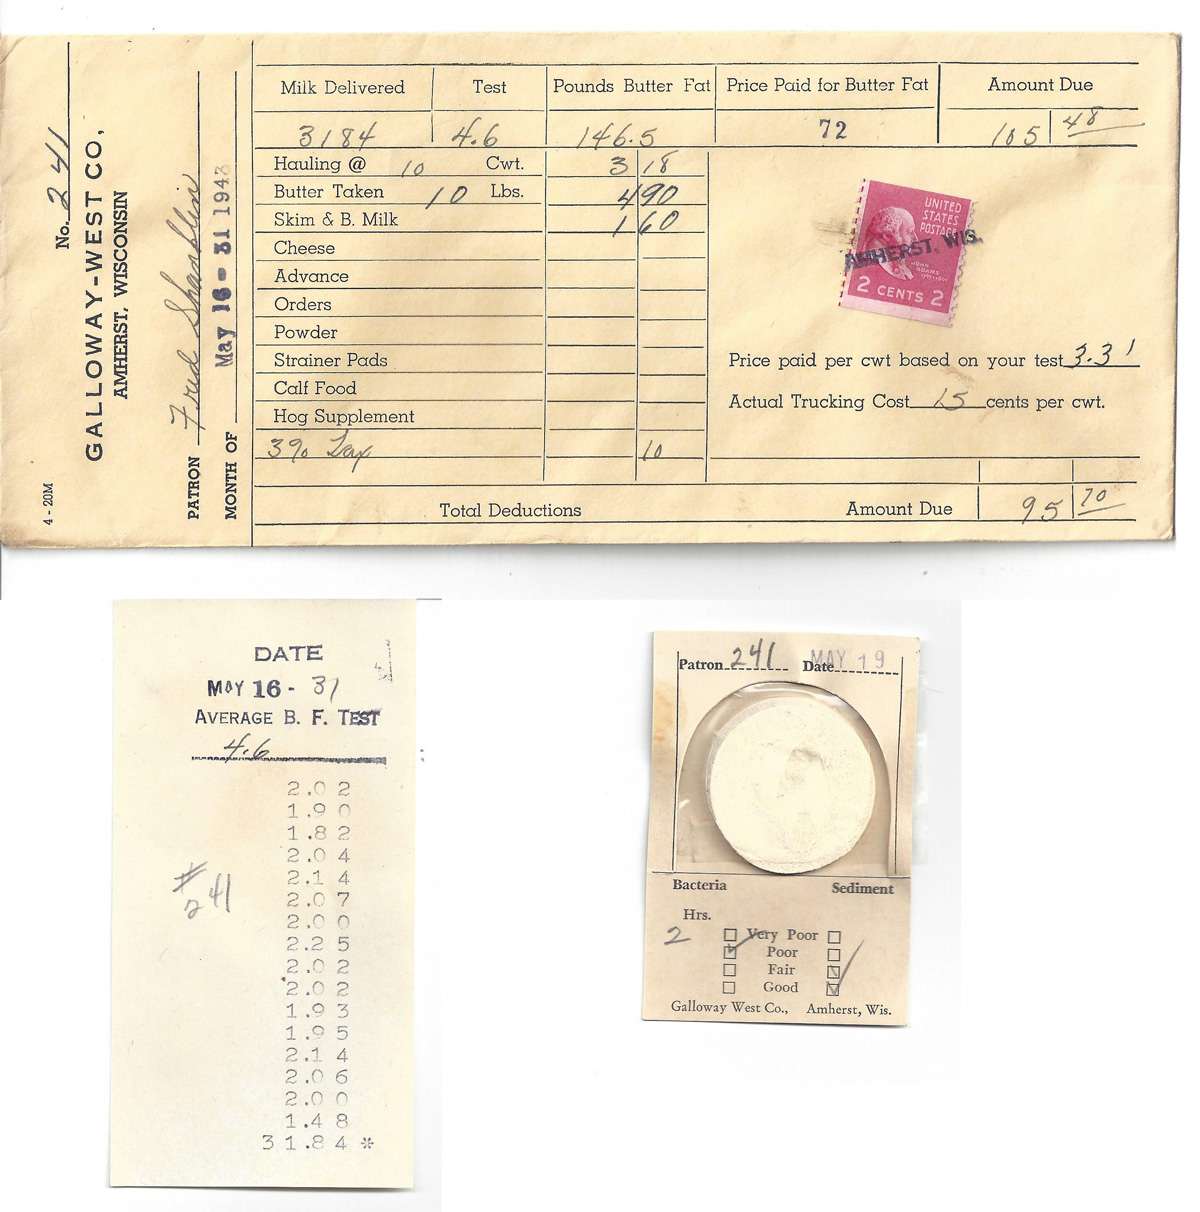 No. 241
GALLOWAY-WEST CO,
AMHERST, WISCONSIN
PATRON Fred Shanklin
MONTH OF May 16 - 31 1943
4 - 20M
Milk Delivered Test Pounds Butter Fat Price Paid for Butter Fat Amount Due
3184 4.6 146.5 72 105 48
Hauling @ 10 Cwt. 3 18
Butter Taken 10 Lbs. 4 90
Skim & B. Milk 1 60
Cheese
Advance
Orders
Powder
Strainer Pads
Calf Food
Hog Supplement
3% Tax 10
UNITED
STATES
POSTAGE
AMHERST, WIS.
JOHN
ADAMS
1797-1801
2 CENTS 2
Price paid per cwt based on your test 3.31
Actual Trucking Cost 15 cents per cwt.
Total Deductions Amount Due 95 70
DATE
MAY 16 - 31
AVERAGE B. F. TEST
4.6
2.02
1.90
1.82
2.04
2.14
2.07
2.00
2.25
2.02
2.02
1.93
1.95
2.14
2.06
2.00
1.48
31.84 *
# 241
Patron 241 Date MAY 19
Bacteria Sediment
Hrs.
2
Very Poor
Poor
Fair
Good
Galloway West Co., Amherst, Wis.